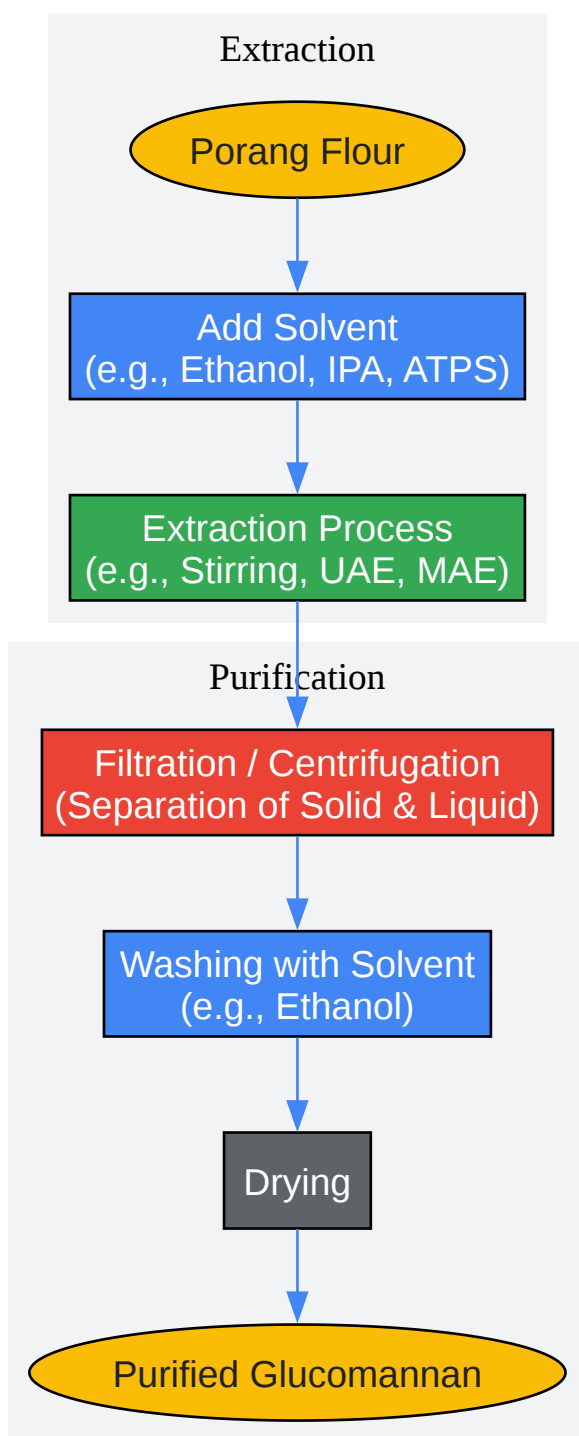 Extraction
Porang Flour
Add Solvent
(e.g., Ethanol, IPA, ATPS)
Extraction Process
(e.g., Stirring, UAE, MAE)
Purification
Filtration / Centrifugation
(Separation of Solid & Liquid)
Washing with Solvent
(e.g., Ethanol)
Drying
Purified Glucomannan